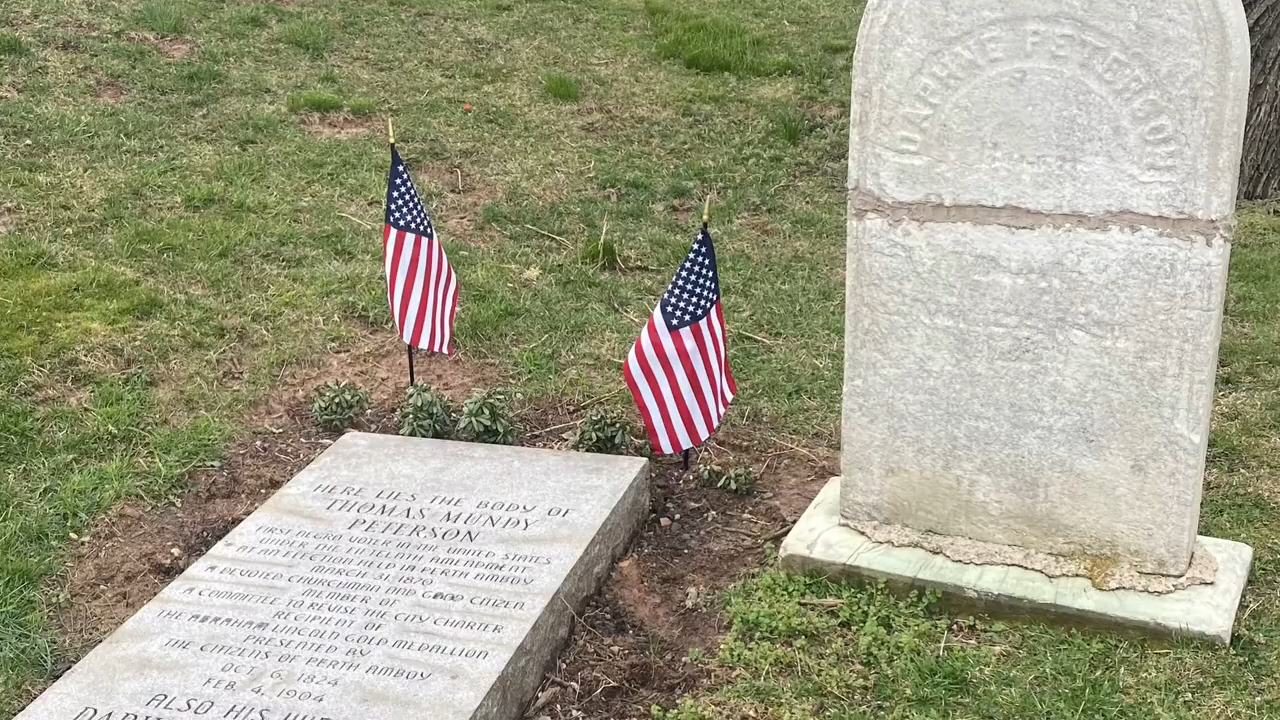 HERE LIES THE BODY OF
THOMAS MUNDY
PETERSON
FIRST NEGRO VOTER IN THE UNITED STATES
UNDER THE FIFTEENTH AMENDMENT
AT AN ELECTION HELD IN PERTH AMBOY
MARCH 31, 1870
A DEVOTED CHURCHMAN AND GOOD CITIZEN
MEMBER OF
A COMMITTEE TO REVISE THE CITY CHARTER
RECIPIENT OF
THE ABRAHAM LINCOLN GOLD MEDALLION
PRESENTED BY
THE CITIZENS OF PERTH AMBOY
OCT. 6, 1824
FEB. 4, 1904
ALSO HIS
DAPHNE PETERSON